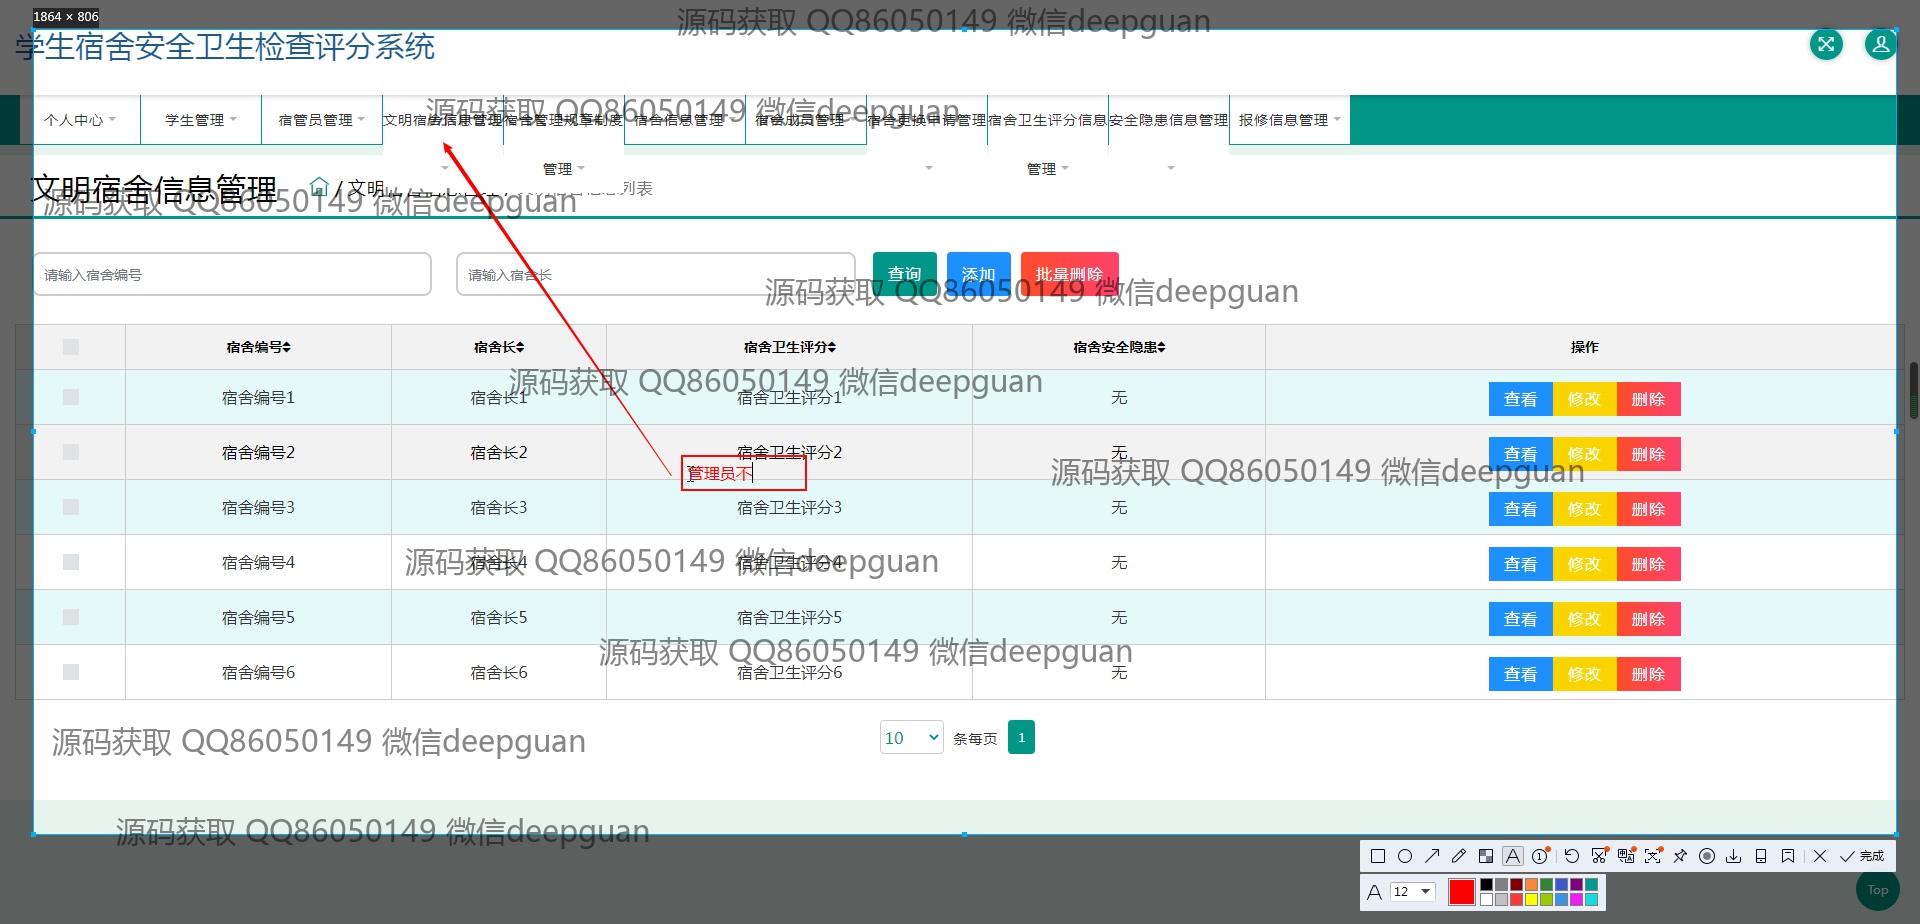 1864 × 806
源码获取 QQ86050149 微信deepguan
学生宿舍安全卫生检查评分系统
个人中心
学生管理
宿管员管理
文明宿舍信息管理
宿舍管理规章制度
管理
宿舍信息管理
宿舍成员管理
宿舍更换申请管理
宿舍卫生评分信息
管理
安全隐患信息管理
报修信息管理
源码获取 QQ86050149 微信deepguan
文明宿舍信息管理 / 文明 列表
源码获取 QQ86050149 微信deepguan
请输入宿舍编号 请输入宿舍长 查询 添加 批量删除
源码获取 QQ86050149 微信deepguan
宿舍编号 宿舍长 宿舍卫生评分 宿舍安全隐患 操作
宿舍编号1 宿舍长1 宿舍卫生评分1 无 查看 修改 删除
源码获取 QQ86050149 微信deepguan
宿舍编号2 宿舍长2 宿舍卫生评分2 无 查看 修改 删除
管理员不
源码获取 QQ86050149 微信deepguan
宿舍编号3 宿舍长3 宿舍卫生评分3 无 查看 修改 删除
宿舍编号4 宿舍长4 宿舍卫生评分4 无 查看 修改 删除
源码获取 QQ86050149 微信deepguan
宿舍编号5 宿舍长5 宿舍卫生评分5 无 查看 修改 删除
源码获取 QQ86050149 微信deepguan
宿舍编号6 宿舍长6 宿舍卫生评分6 无 查看 修改 删除
源码获取 QQ86050149 微信deepguan
10 条每页 1
源码获取 QQ86050149 微信deepguan
完成
A 12
Top